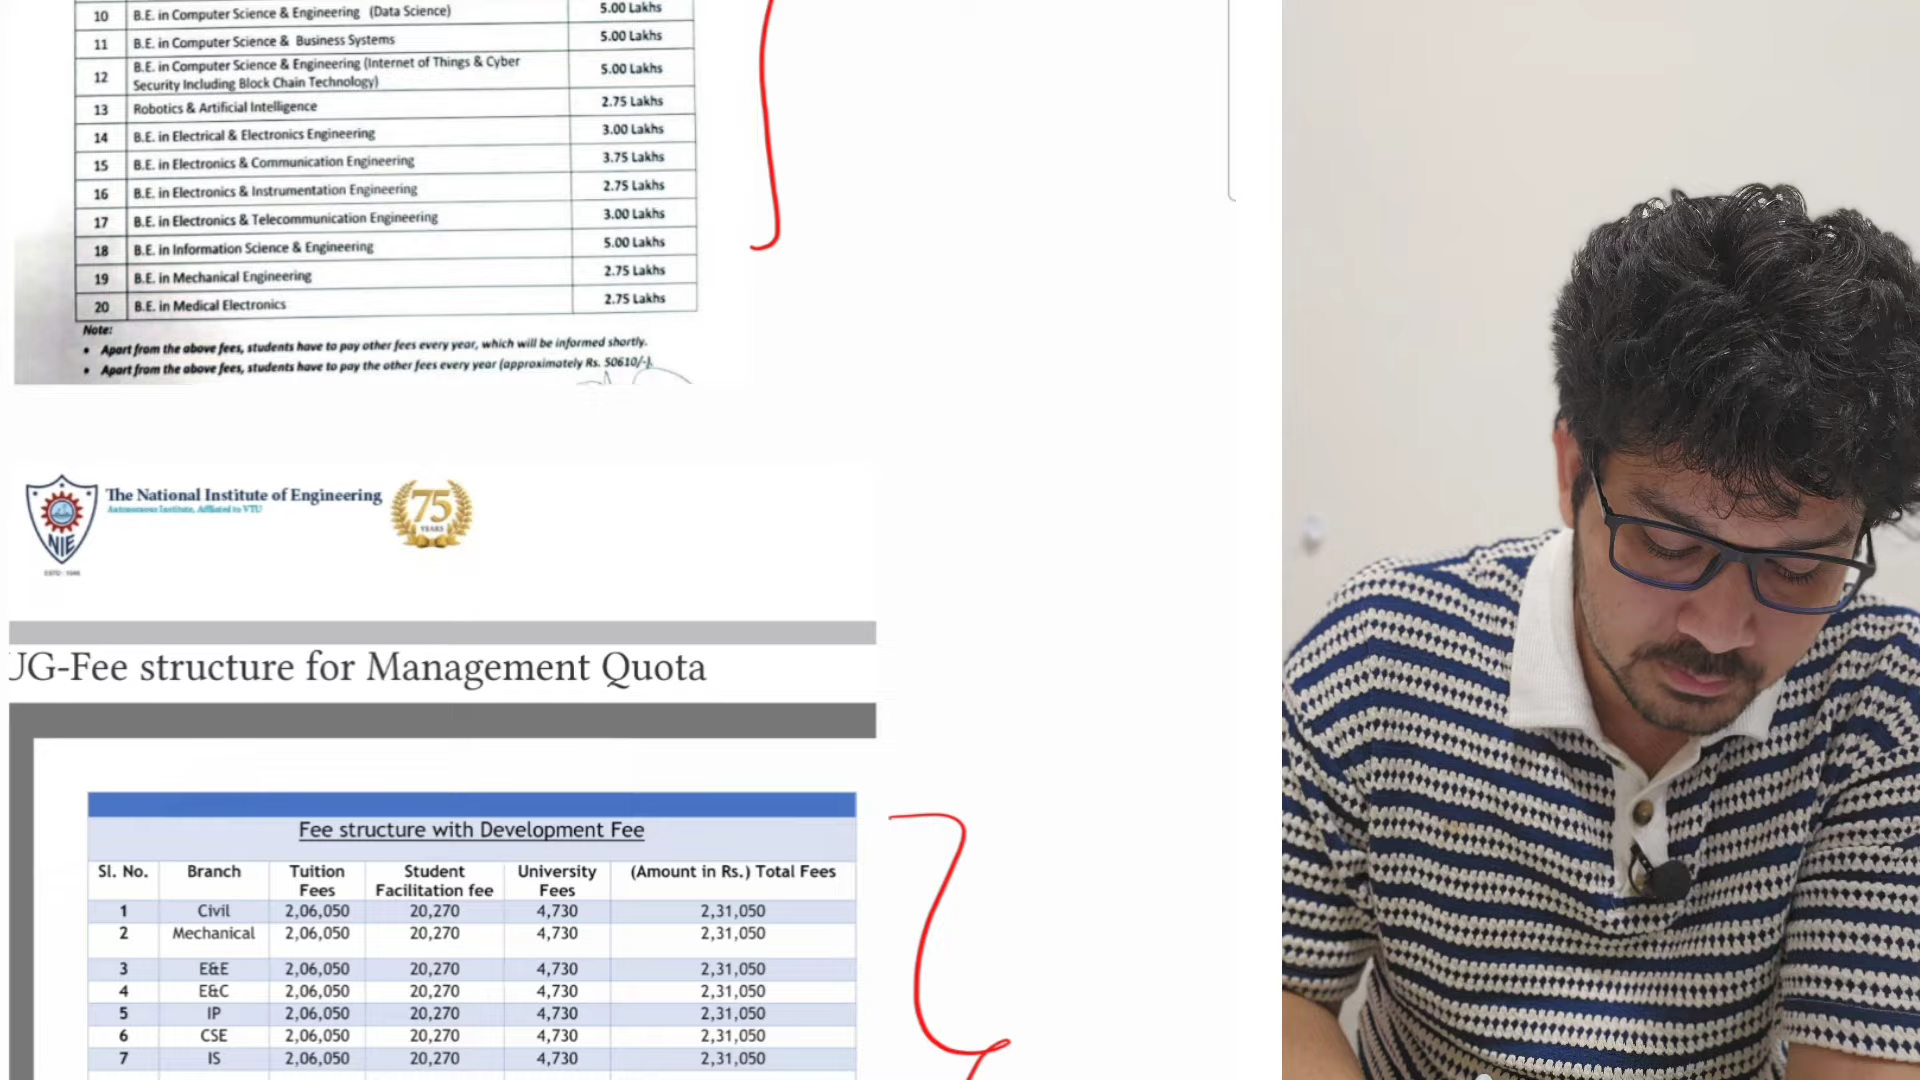 10 B.E. in Computer Science & Engineering (Data Science) 5.00 Lakhs
11 B.E. in Computer Science & Business Systems 5.00 Lakhs
12 B.E. in Computer Science & Engineering (Internet of Things & Cyber
Security Including Block Chain Technology) 5.00 Lakhs
13 Robotics & Artificial Intelligence 2.75 Lakhs
14 B.E. in Electrical & Electronics Engineering 3.00 Lakhs
15 B.E. in Electronics & Communication Engineering 3.75 Lakhs
16 B.E. in Electronics & Instrumentation Engineering 2.75 Lakhs
17 B.E. in Electronics & Telecommunication Engineering 3.00 Lakhs
18 B.E. in Information Science & Engineering 5.00 Lakhs
19 B.E. in Mechanical Engineering 2.75 Lakhs
20 B.E. in Medical Electronics 2.75 Lakhs
Note:
• Apart from the above fees, students have to pay other fees every year, which will be informed shortly.
• Apart from the above fees, students have to pay the other fees every year (approximately Rs. 50610/-).
The National Institute of Engineering
Autonomous Institute, Affiliated to VTU
NIE
75
YEARS
UG-Fee structure for Management Quota
Fee structure with Development Fee
Sl. No. Branch Tuition Fees Student Facilitation fee University Fees (Amount in Rs.) Total Fees
1 Civil 2,06,050 20,270 4,730 2,31,050
2 Mechanical 2,06,050 20,270 4,730 2,31,050
3 E&E 2,06,050 20,270 4,730 2,31,050
4 E&C 2,06,050 20,270 4,730 2,31,050
5 IP 2,06,050 20,270 4,730 2,31,050
6 CSE 2,06,050 20,270 4,730 2,31,050
7 IS 2,06,050 20,270 4,730 2,31,050